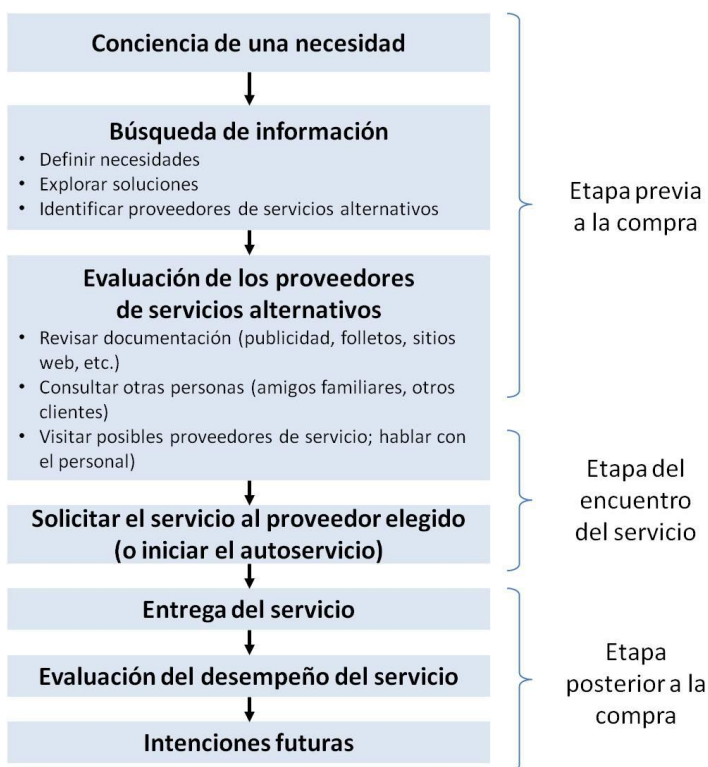 Conciencia de una necesidad
Búsqueda de información
• Definir necesidades
• Explorar soluciones
• Identificar proveedores de servicios alternativos
Etapa previa
a la compra
Evaluación de los proveedores
de servicios alternativos
• Revisar documentación (publicidad, folletos, sitios
web, etc.)
• Consultar otras personas (amigos familiares, otros
clientes)
• Visitar posibles proveedores de servicio; hablar con
el personal)
Etapa del
encuentro
del servicio
Solicitar el servicio al proveedor elegido
(o iniciar el autoservicio)
Entrega del servicio
Evaluación del desempeño del servicio
Intenciones futuras
Etapa
posterior a la
compra